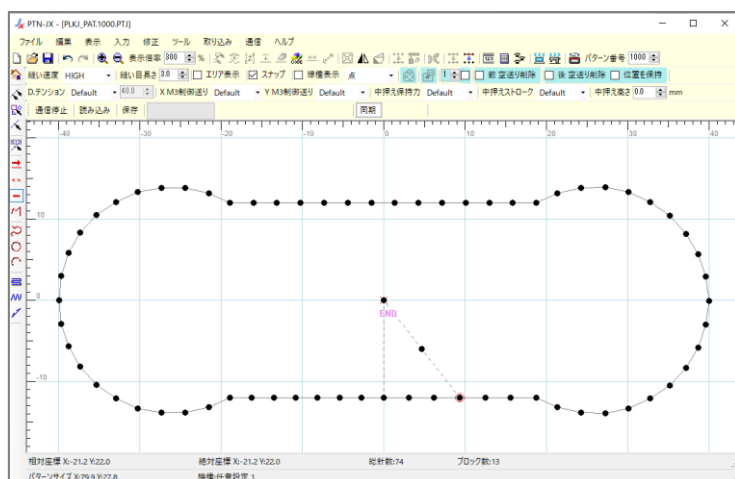 PTN-JX - [PLKJ_PAT.1000.PTJ]
ファイル 編集 表示 入力 修正 ツール 取り込み 通信 ヘルプ
表示倍率 300 % パターン番号 1000
縫い速度 HIGH 縫い目長さ 3.0 エリア表示 スナップ 線種表示 点 1 前 空送り削除 後 空送り削除 位置を保持
D.テンション Default 40.0 X M3制御送り Default Y M3制御送り Default 中押え保持力 Default 中押えストローク Default 中押え高さ 0.0 mm
通信停止 読み込み 保存 同期
-40 -30 -20 -10 0 10 20 30 40
10
0
END
-10
相対座標 X:-21.2 Y:22.0 絶対座標 X:-21.2 Y:22.0 総針数:74 ブロック数:13
パターンサイズ X:79.9 Y:27.8 機種:任意設定_1